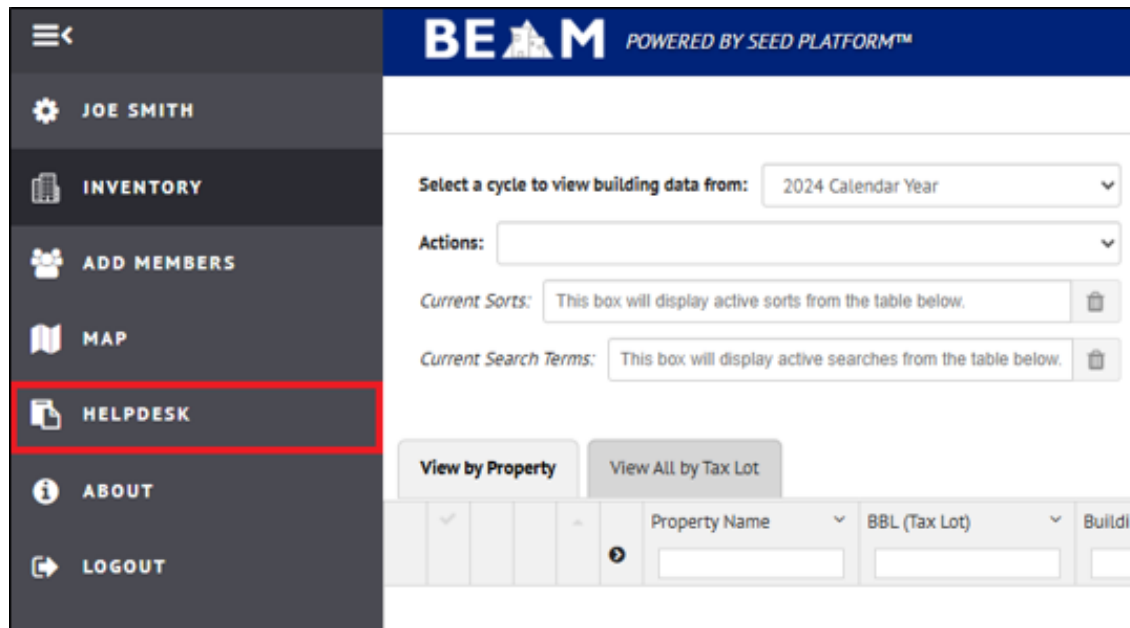 BEAM POWERED BY SEED PLATFORM™
JOE SMITH
INVENTORY
ADD MEMBERS
MAP
HELPDESK
ABOUT
LOGOUT
Select a cycle to view building data from: 2024 Calendar Year
Actions:
Current Sorts: This box will display active sorts from the table below.
Current Search Terms: This box will display active searches from the table below.
View by Property View All by Tax Lot
Property Name BBL (Tax Lot) Buildi